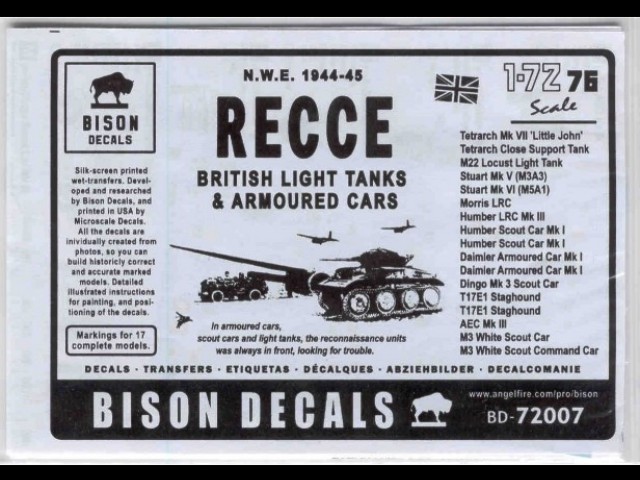 N.W.E. 1944-45
RECCE
BRITISH LIGHT TANKS
& ARMOURED CARS
BISON
DECALS
Silk-screen printed
wet-transfers. Devel-
oped and researched
by Bison Decals, and
printed in USA by
Microscale Decals.
All the decals are
inividually created from
photos, so you can
build historicly correct
and accurate marked
models. Detailed
illustrated instructions
for painting, and posi-
tioning of the decals.
Markings for 17
complete models.
1-72 76
Scale
Tetrarch Mk VII 'Little John'
Tetrarch Close Support Tank
M22 Locust Light Tank
Stuart Mk V (M3A3)
Stuart Mk VI (M5A1)
Morris LRC
Humber LRC Mk III
Humber Scout Car Mk I
Humber Scout Car Mk I
Daimler Armoured Car Mk I
Daimler Armoured Car Mk I
Dingo Mk 3 Scout Car
T17E1 Staghound
T17E1 Staghound
AEC Mk III
M3 White Scout Car
M3 White Scout Command Car
In armoured cars,
scout cars and light tanks, the reconnaissance units
was always in front, looking for trouble.
DECALS · TRANSFERS · ETIQUETAS · DÉCALQUES · ABZIEHBILDER · DECALCOMANIE
BISON DECALS
www.angelfire.com/pro/bison
BD-72007